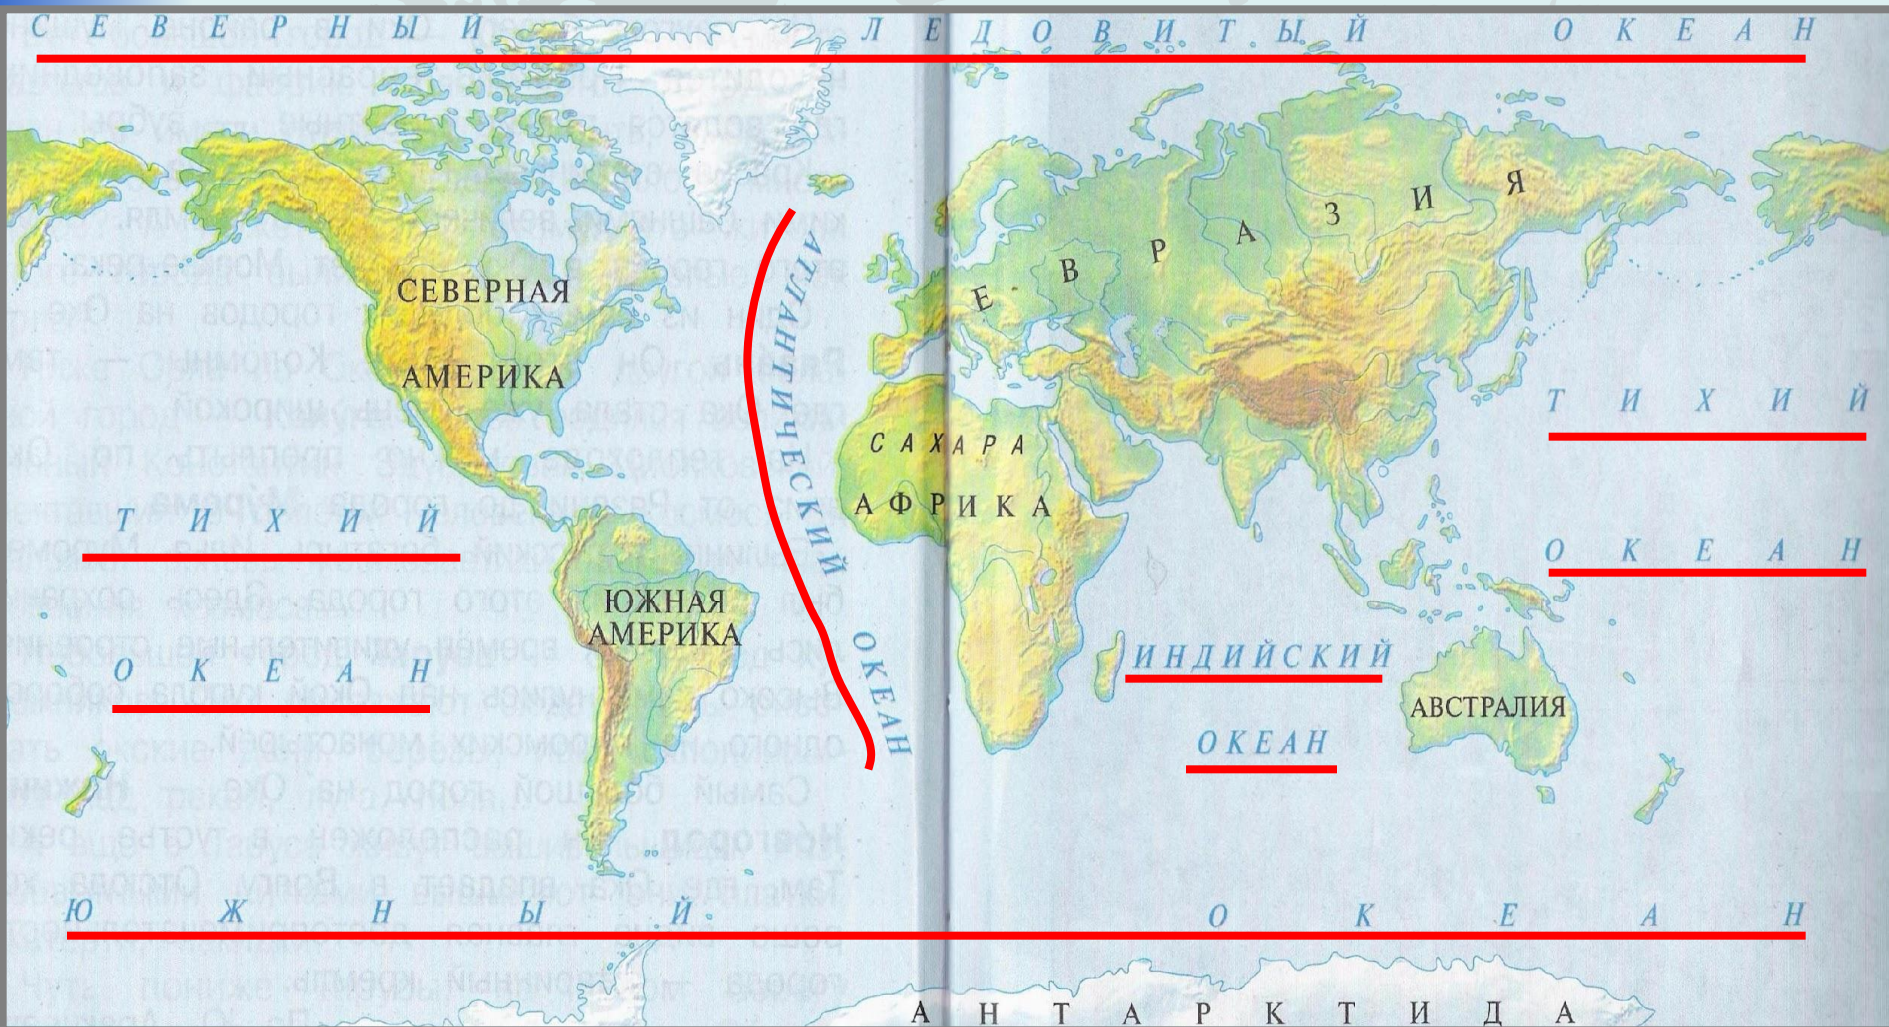 СЕВЕРНЫЙ ЛЕДОВИТЫЙ ОКЕАН
ЕВРАЗИЯ
СЕВЕРНАЯ
АМЕРИКА
АТЛАНТИЧЕСКИЙ ОКЕАН
САХАРА
АФРИКА
ТИХИЙ
ОКЕАН
ТИХИЙ
ОКЕАН
ЮЖНАЯ
АМЕРИКА
ИНДИЙСКИЙ
ОКЕАН
АВСТРАЛИЯ
ЮЖНЫЙ ОКЕАН
АНТАРКТИДА